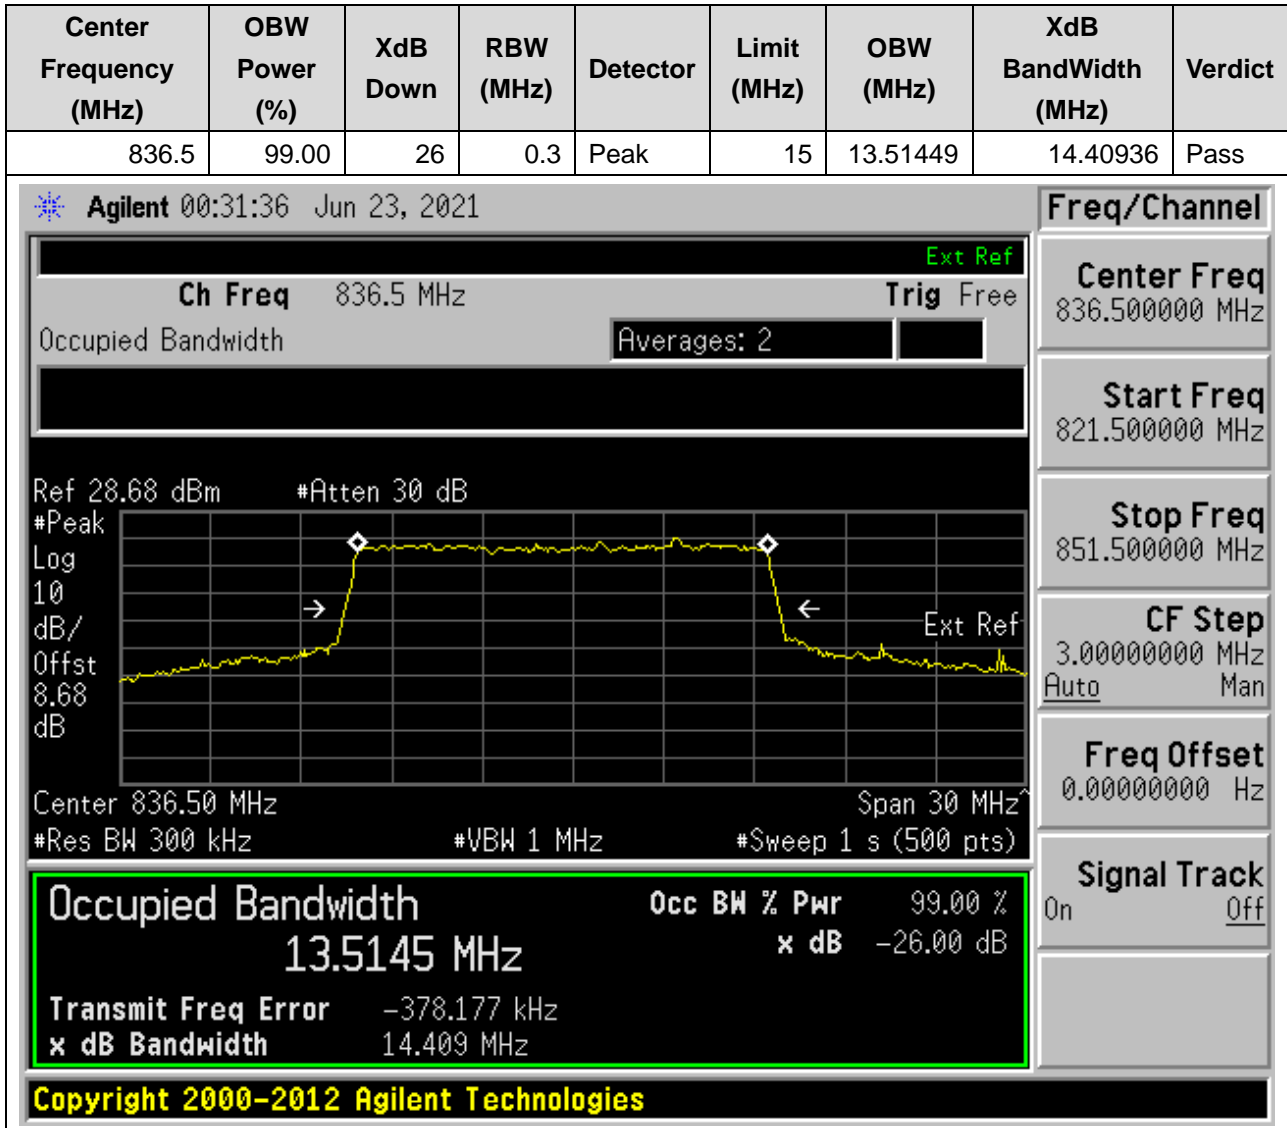 Center Frequency (MHz) OBW Power (%) XdB Down RBW (MHz) Detector Limit (MHz) OBW (MHz) XdB BandWidth (MHz) Verdict
836.5 99.00 26 0.3 Peak 15 13.51449 14.40936 Pass
Agilent 00:31:36 Jun 23, 2021
Freq/Channel
Ext Ref
Ch Freq 836.5 MHz Trig Free
Occupied Bandwidth Averages: 2
Center Freq
836.500000 MHz
Start Freq
821.500000 MHz
Stop Freq
851.500000 MHz
CF Step
3.00000000 MHz
Auto Man
Freq Offset
0.00000000 Hz
Signal Track
On Off
Ref 28.68 dBm #Atten 30 dB
#Peak
Log
10
dB/
Offst
8.68
dB
Ext Ref
Center 836.50 MHz Span 30 MHz^
#Res BW 300 kHz #VBW 1 MHz #Sweep 1 s (500 pts)
Occupied Bandwidth Occ BW % Pwr 99.00 %
13.5145 MHz x dB -26.00 dB
Transmit Freq Error -378.177 kHz
x dB Bandwidth 14.409 MHz
Copyright 2000-2012 Agilent Technologies